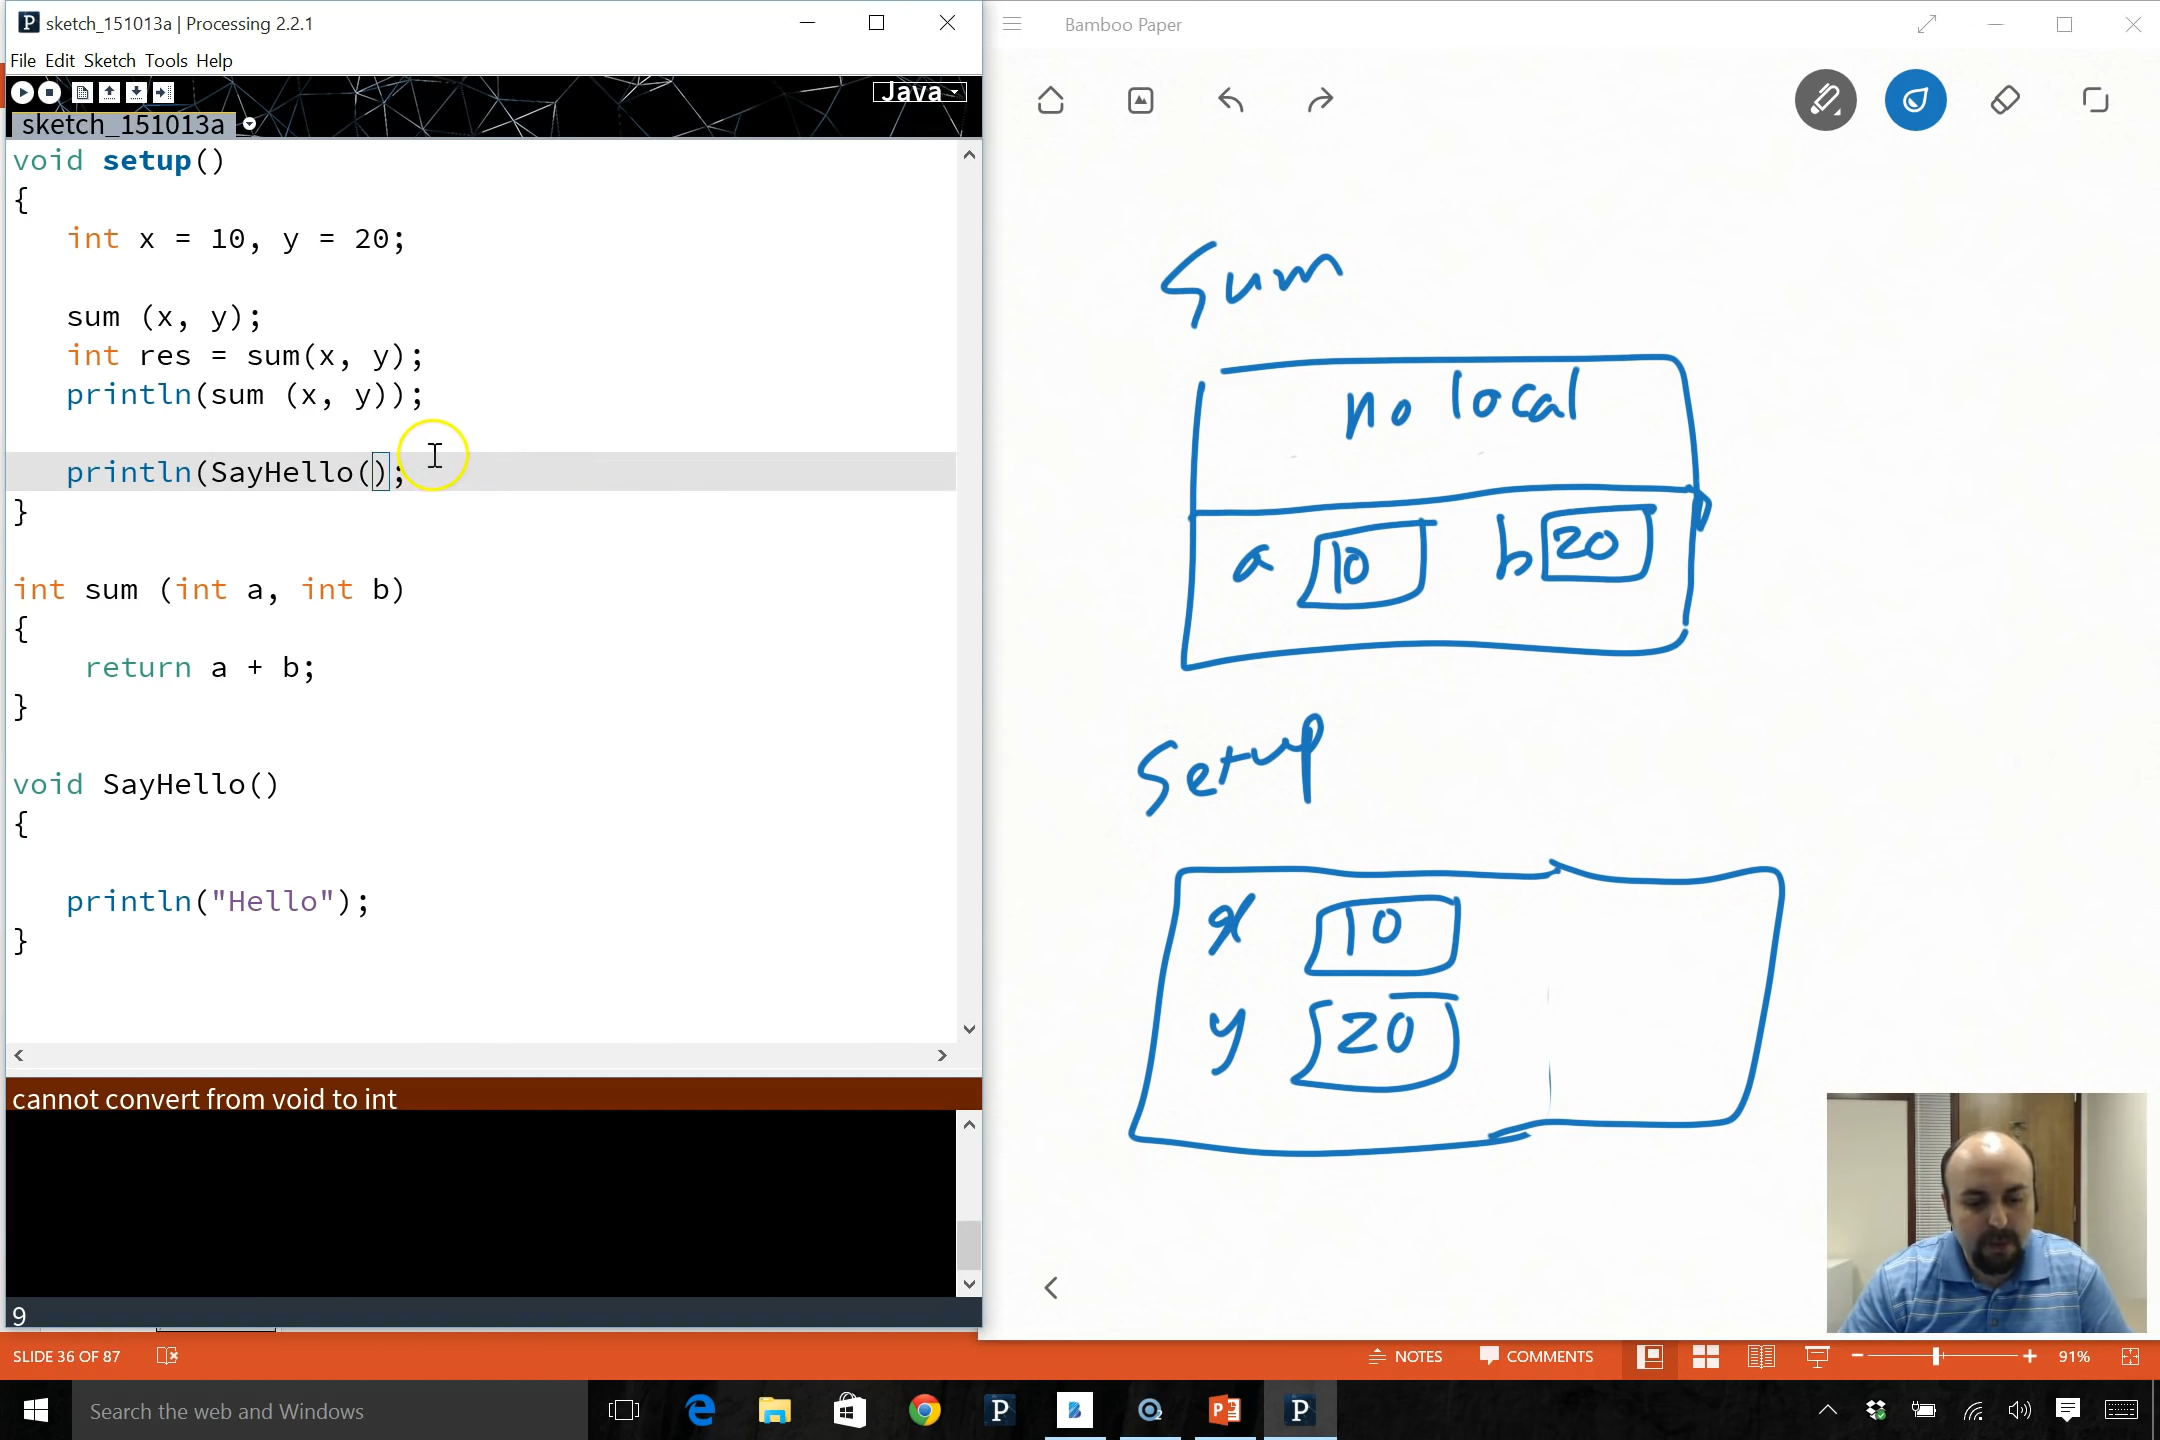 sketch_151013a | Processing 2.2.1
File Edit Sketch Tools Help
Java
sketch_151013a
void setup()
{
int x = 10, y = 20;
sum (x, y);
int res = sum(x, y);
println(sum (x, y));
println(SayHello();
}
int sum (int a, int b)
{
return a + b;
}
void SayHello()
{
println("Hello");
}
cannot convert from void to int
9
Bamboo Paper
Sum
no local
a 10 b 20
Setup
x 10
y 20
SLIDE 36 OF 87
NOTES
COMMENTS
91%
Search the web and Windows